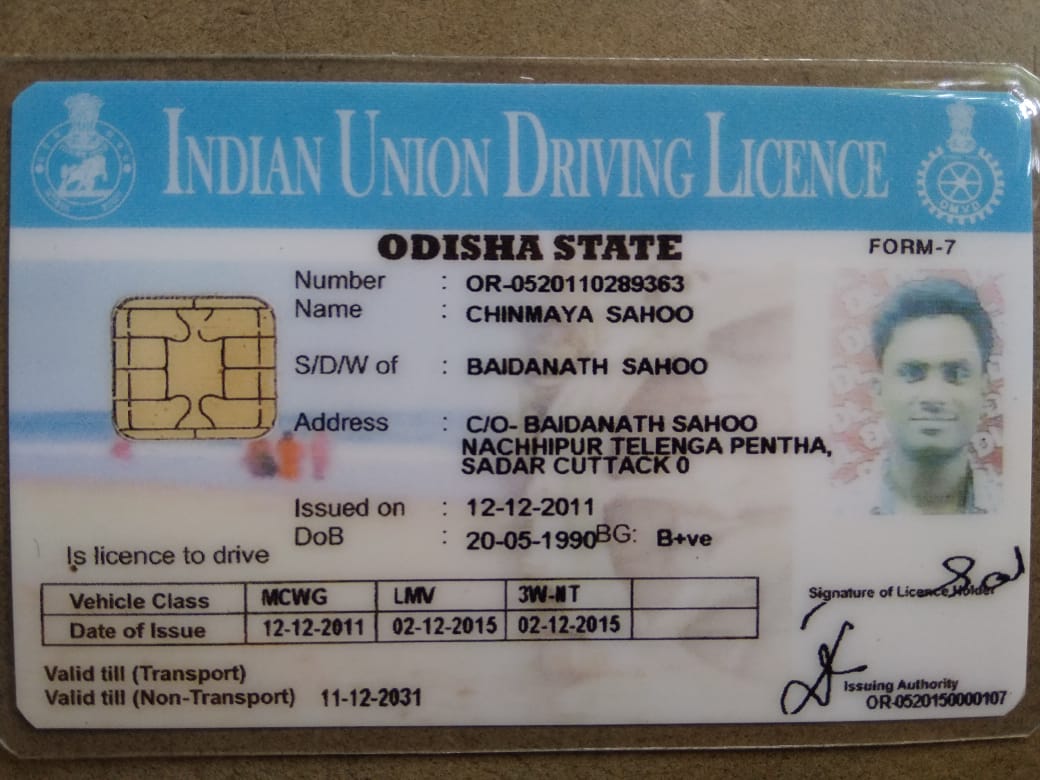 INDIAN UNION DRIVING LICENCE
DMVD
ODISHA STATE
FORM-7
Number : OR-0520110289363
Name : CHINMAYA SAHOO
S/D/W of : BAIDANATH SAHOO
Address : C/O- BAIDANATH SAHOO
NACHHIPUR TELENGA PENTHA,
SADAR CUTTACK 0
Issued on : 12-12-2011
DoB : 20-05-1990 BG: B+ve
Is licence to drive
Vehicle Class MCWG LMV 3W-NT
Date of Issue 12-12-2011 02-12-2015 02-12-2015
Signature of Licence Holder
Valid till (Transport)
Valid till (Non-Transport) 11-12-2031
Issuing Authority
OR-0520150000107